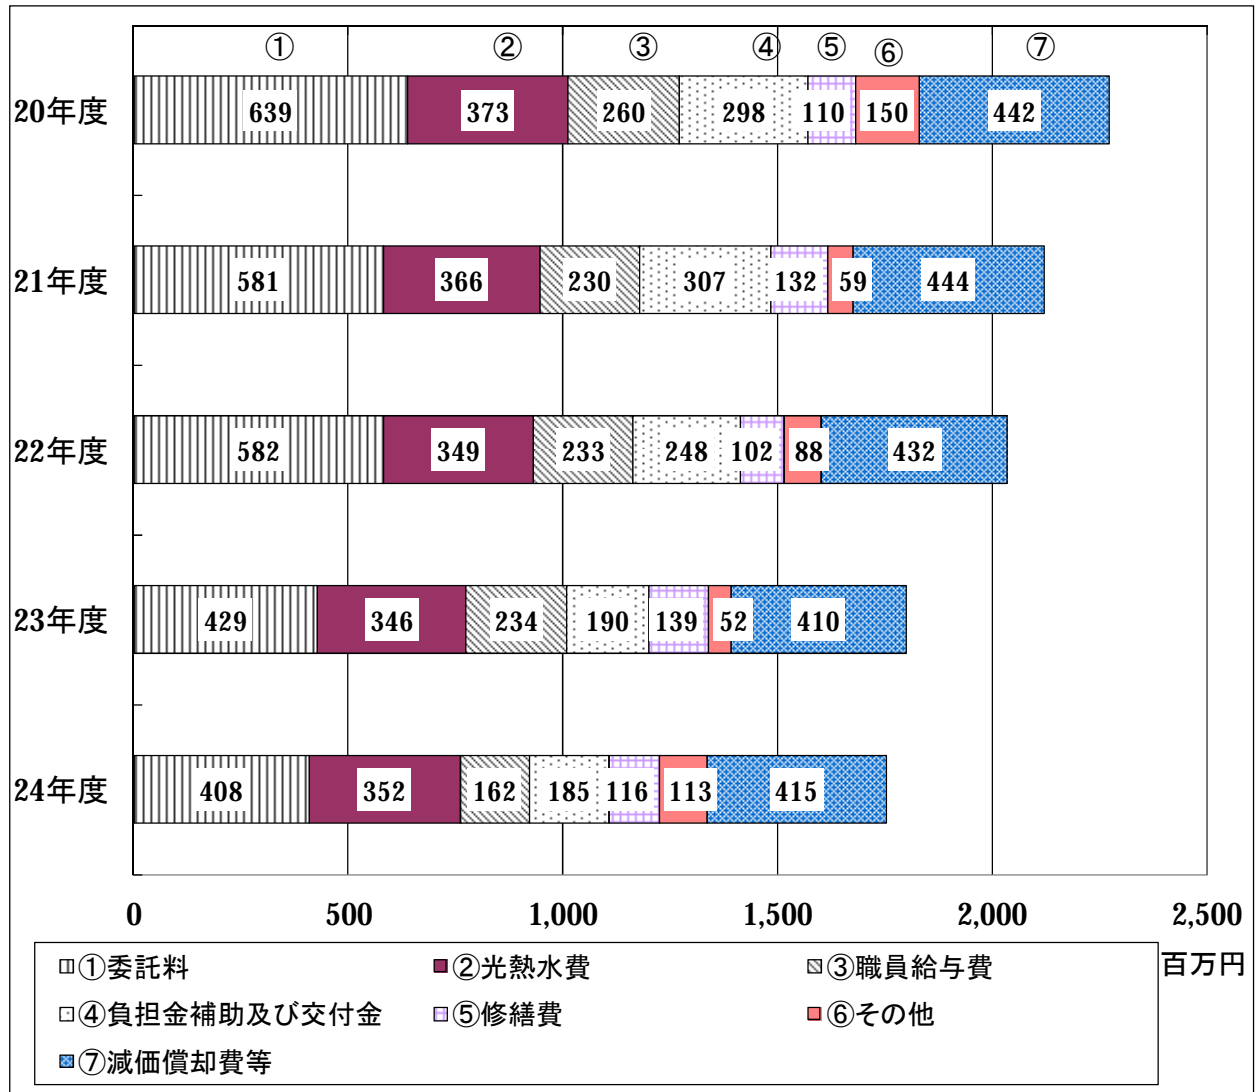 ① ② ③ ④ ⑤ ⑥ ⑦
20年度 639 373 260 298 110 150 442
21年度 581 366 230 307 132 59 444
22年度 582 349 233 248 102 88 432
23年度 429 346 234 190 139 52 410
24年度 408 352 162 185 116 113 415
0 500 1,000 1,500 2,000 2,500
百万円
①委託料 ②光熱水費 ③職員給与費
④負担金補助及び交付金 ⑤修繕費 ⑥その他
⑦減価償却費等